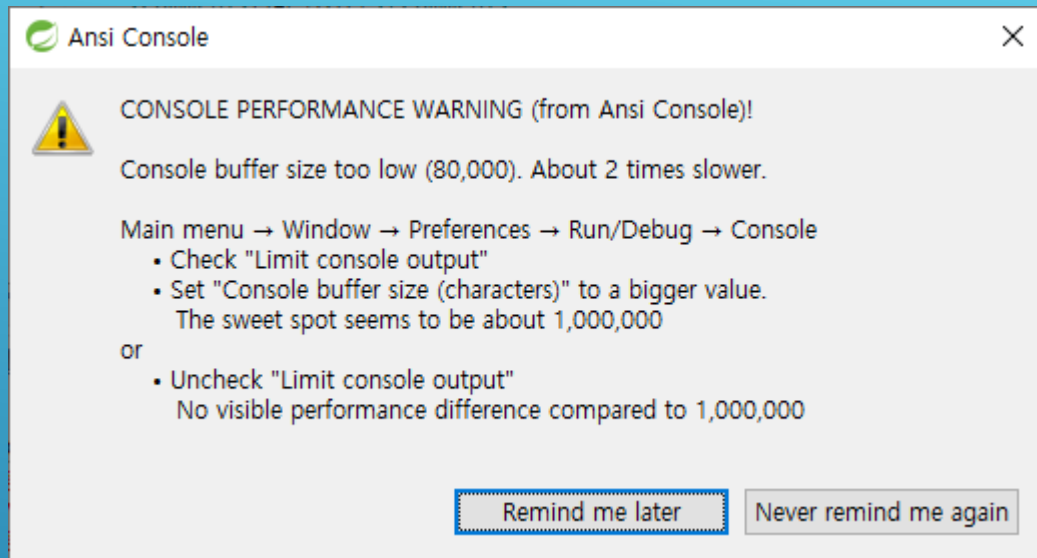 Ansi Console
CONSOLE PERFORMANCE WARNING (from Ansi Console)!
Console buffer size too low (80,000). About 2 times slower.
Main menu → Window → Preferences → Run/Debug → Console
• Check "Limit console output"
• Set "Console buffer size (characters)" to a bigger value.
The sweet spot seems to be about 1,000,000
or
• Uncheck "Limit console output"
No visible performance difference compared to 1,000,000
Remind me later
Never remind me again